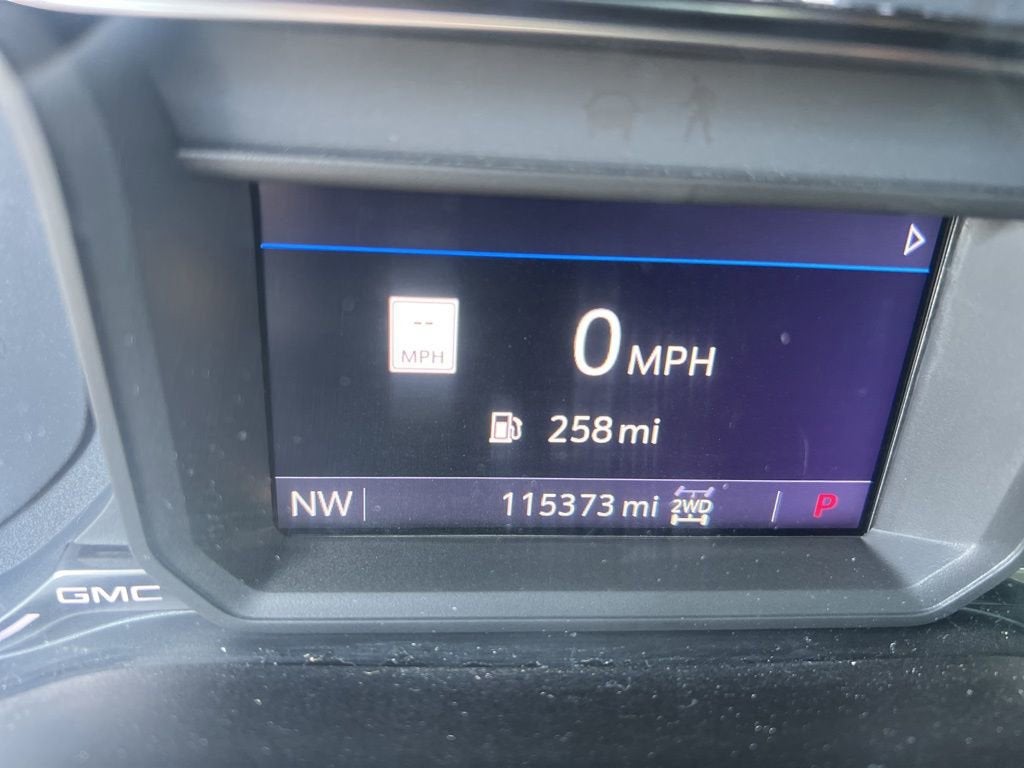 --
MPH
0 MPH
258 mi
NW 115373 mi 2WD P
GMC